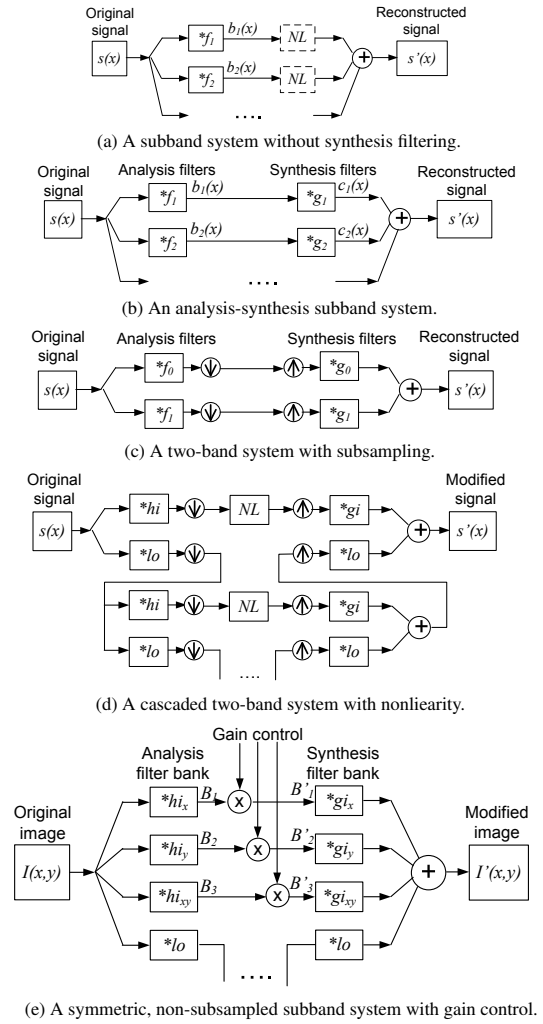 Original signal
Reconstructed signal
s(x)
*f1
b1(x)
NL
*f2
b2(x)
NL
+
s'(x)
....
(a) A subband system without synthesis filtering.
Original signal
Analysis filters
Synthesis filters
Reconstructed signal
s(x)
*f1
b1(x)
*g1
c1(x)
*f2
b2(x)
*g2
c2(x)
+
s'(x)
....
(b) An analysis-synthesis subband system.
Original signal
Analysis filters
Synthesis filters
Reconstructed signal
s(x)
*f0
*g0
*f1
*g1
+
s'(x)
(c) A two-band system with subsampling.
Original signal
Modified signal
s(x)
*hi
NL
*gi
*lo
*lo
+
s'(x)
*hi
NL
*gi
*lo
*lo
+
....
(d) A cascaded two-band system with nonliearity.
Gain control
Analysis filter bank
Synthesis filter bank
Original image
Modified image
I(x,y)
*hix
B1
x
B'1
*gix
*hiy
B2
x
B'2
*giy
*hixy
B3
x
B'3
*gixy
*lo
*lo
+
I'(x,y)
....
(e) A symmetric, non-subsampled subband system with gain control.